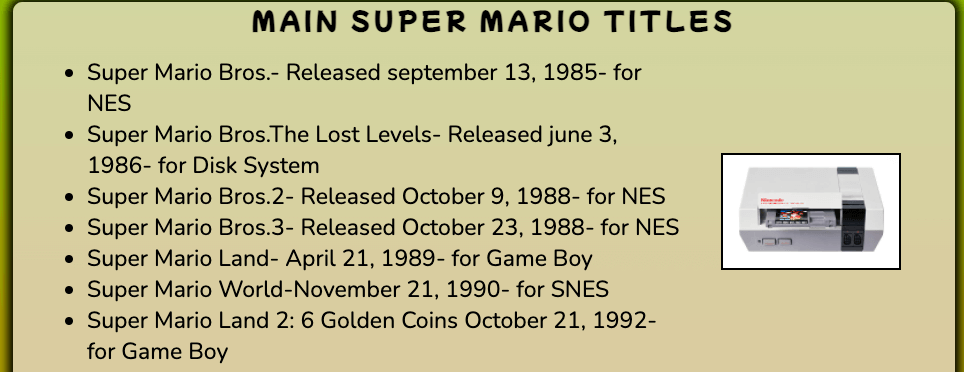 MAIN SUPER MARIO TITLES
Super Mario Bros.- Released september 13, 1985- for
NES
Super Mario Bros.The Lost Levels- Released june 3,
1986- for Disk System
Super Mario Bros.2- Released October 9, 1988- for NES
Super Mario Bros.3- Released October 23, 1988- for NES
Super Mario Land- April 21, 1989- for Game Boy
Super Mario World-November 21, 1990- for SNES
Super Mario Land 2: 6 Golden Coins October 21, 1992-
for Game Boy
Nintendo